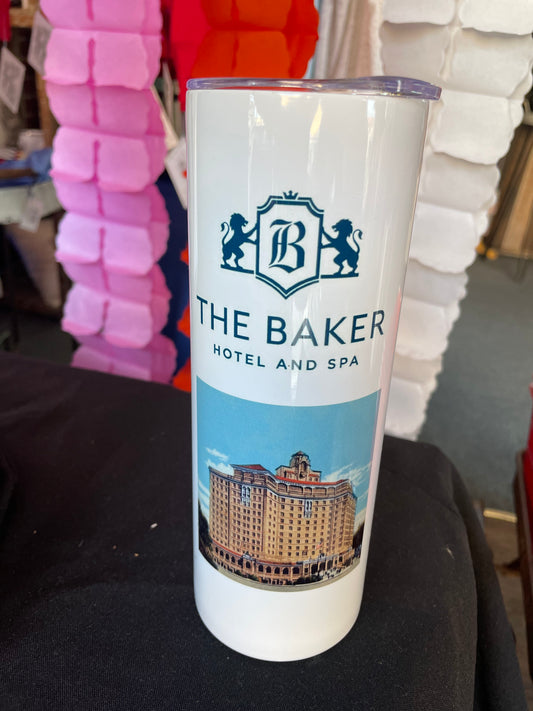 B
THE BAKER
HOTEL AND SPA